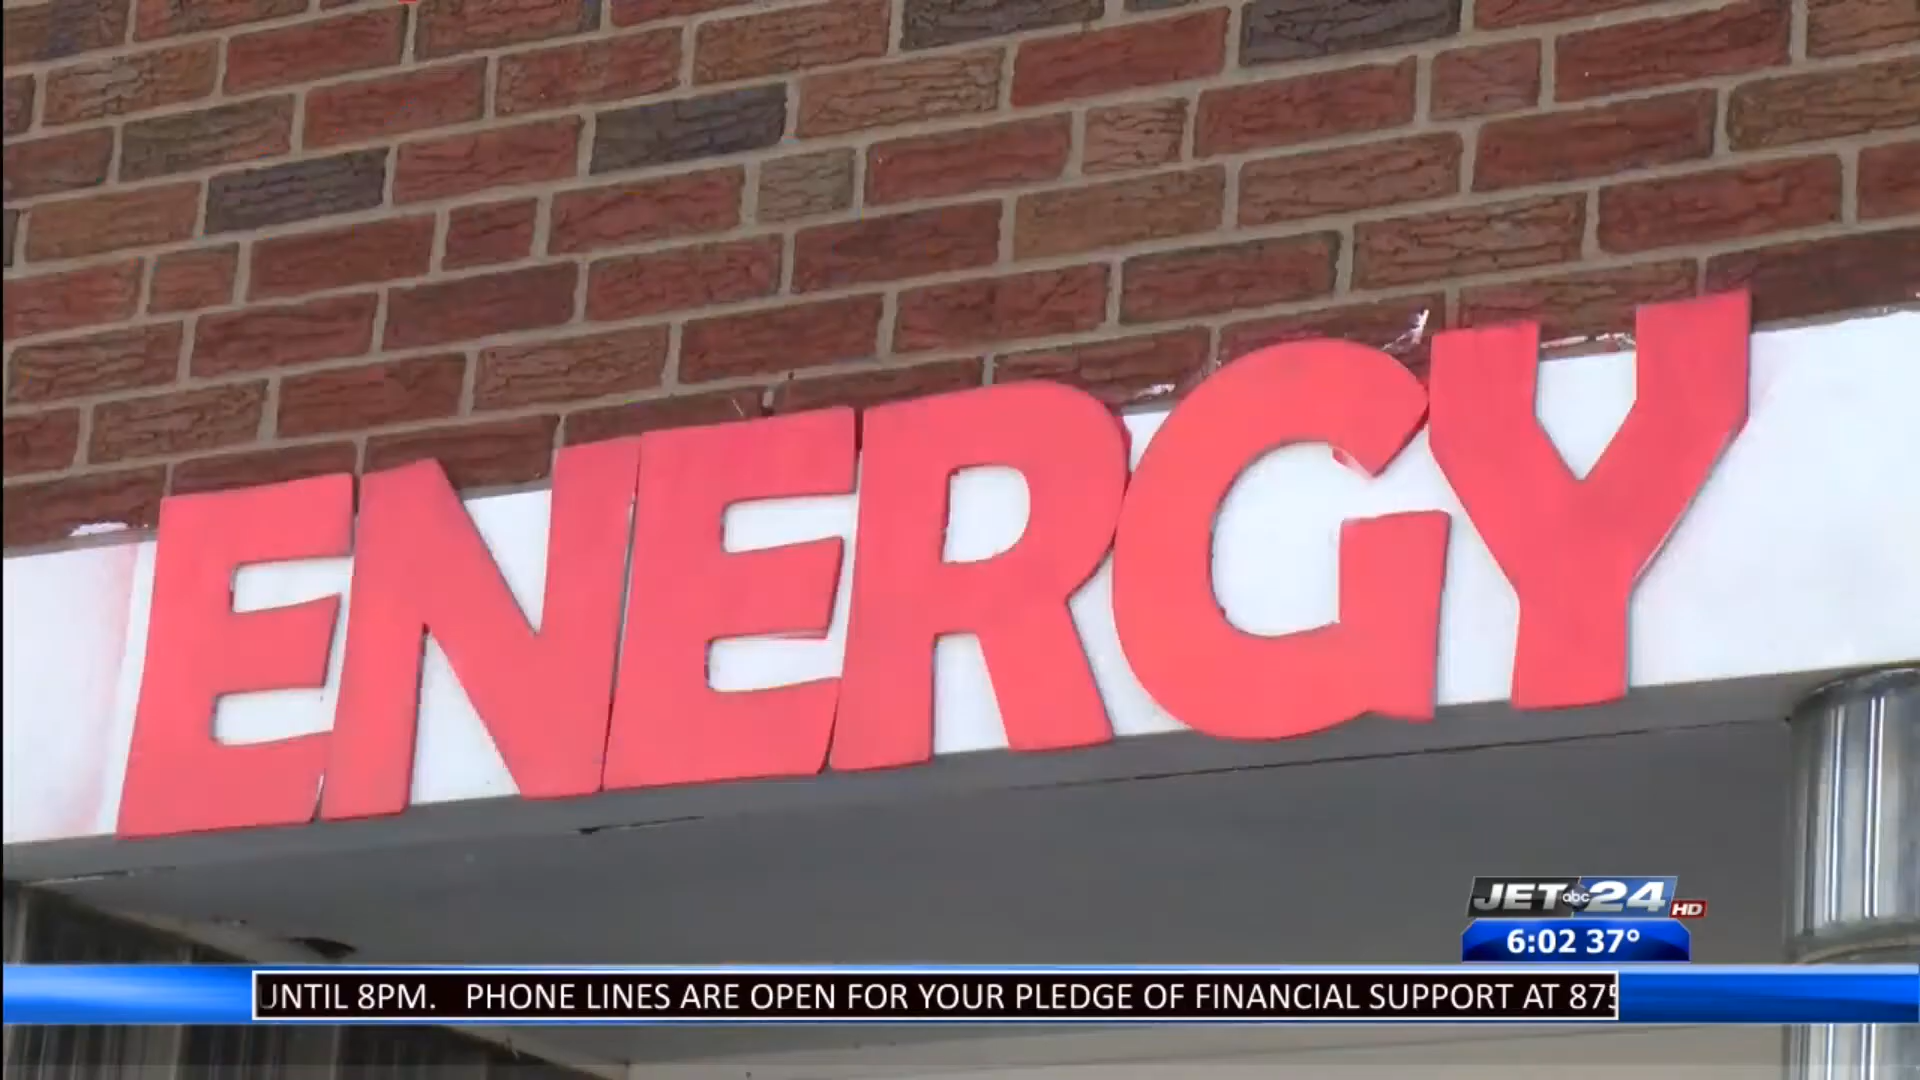 ENERGY
JET abc 24 HD
6:02 37°
UNTIL 8PM. PHONE LINES ARE OPEN FOR YOUR PLEDGE OF FINANCIAL SUPPORT AT 875